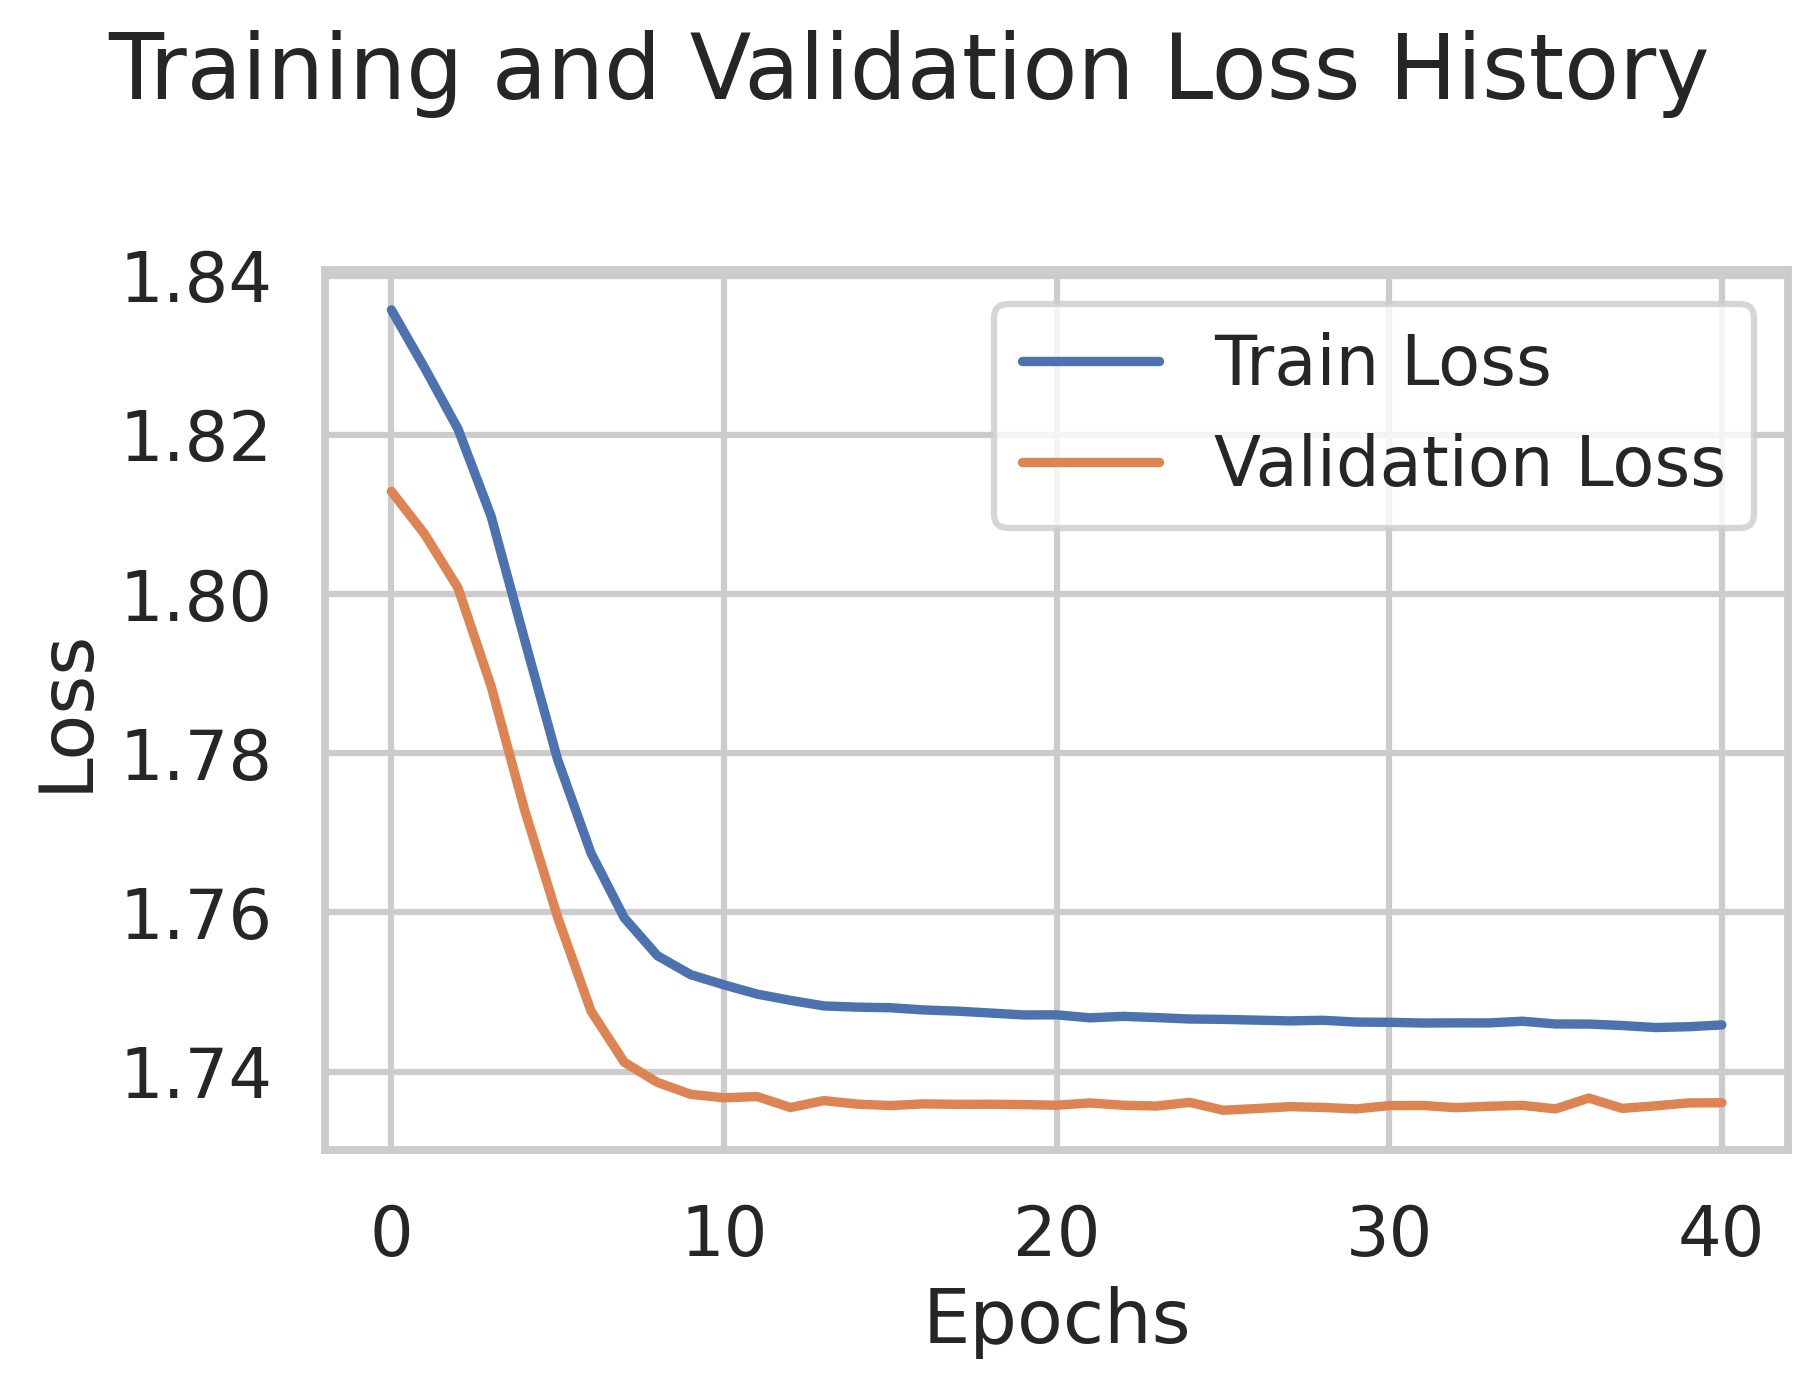 Training and Validation Loss History
1.84
1.82
1.80
1.78
1.76
1.74
Loss
Train Loss
Validation Loss
0 10 20 30 40
Epochs